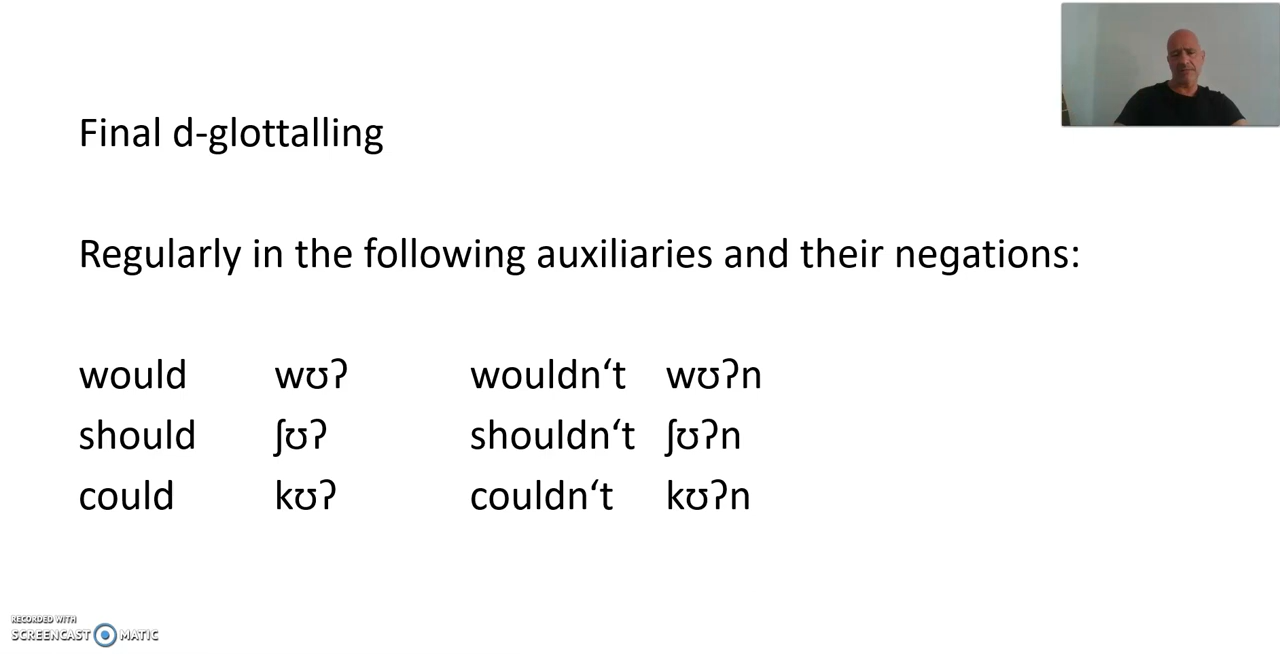 Final d-glottalling
Regularly in the following auxiliaries and their negations:
would wʊʔ wouldn‘t wʊʔn
should ʃʊʔ shouldn‘t ʃʊʔn
could kʊʔ couldn‘t kʊʔn
RECORDED WITH
SCREENCAST MATIC